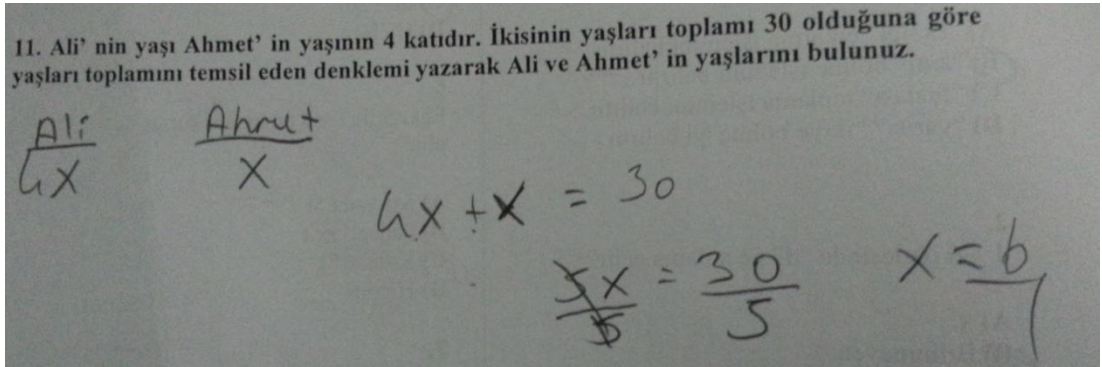 11. Ali' nin yaşı Ahmet' in yaşının 4 katıdır. İkisinin yaşları toplamı 30 olduğuna göre
yaşları toplamını temsil eden denklemi yazarak Ali ve Ahmet' in yaşlarını bulunuz.
Ali Ahmet
4x x
4x + x = 30
5x/5 = 30/5 x = 6